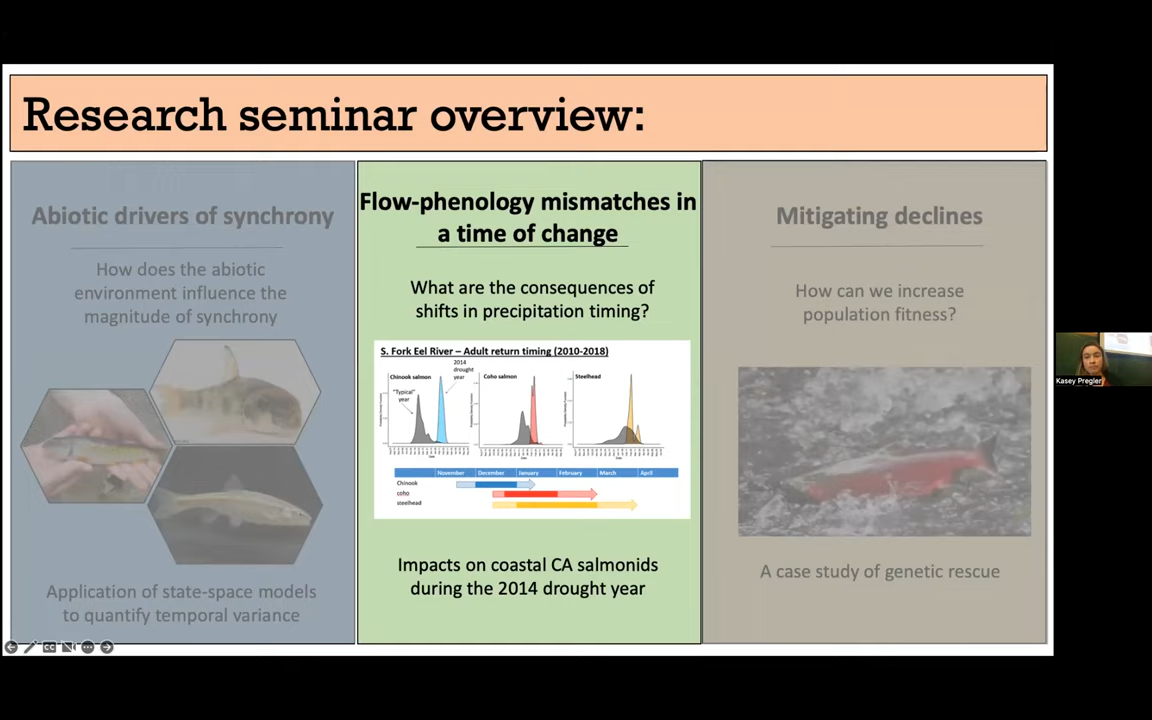 Research seminar overview:
Abiotic drivers of synchrony
How does the abiotic
environment influence the
magnitude of synchrony
Application of state-space models
to quantify temporal variance
Flow-phenology mismatches in
a time of change
What are the consequences of
shifts in precipitation timing?
S. Fork Eel River – Adult return timing (2010-2018)
Chinook salmon
"Typical"
year
2014
drought
year
Coho salmon
Steelhead
November December January February March April
Chinook
coho
steelhead
Impacts on coastal CA salmonids
during the 2014 drought year
Mitigating declines
How can we increase
population fitness?
A case study of genetic rescue
Kasey Pregler
CC